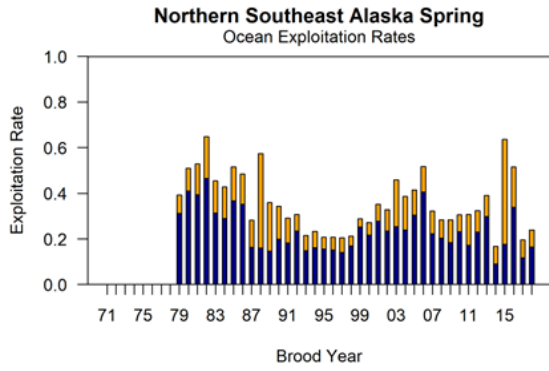 Northern Southeast Alaska Spring
Ocean Exploitation Rates
Exploitation Rate
1.0
0.8
0.6
0.4
0.2
0.0
71 75 79 83 87 91 95 99 03 07 11 15
Brood Year